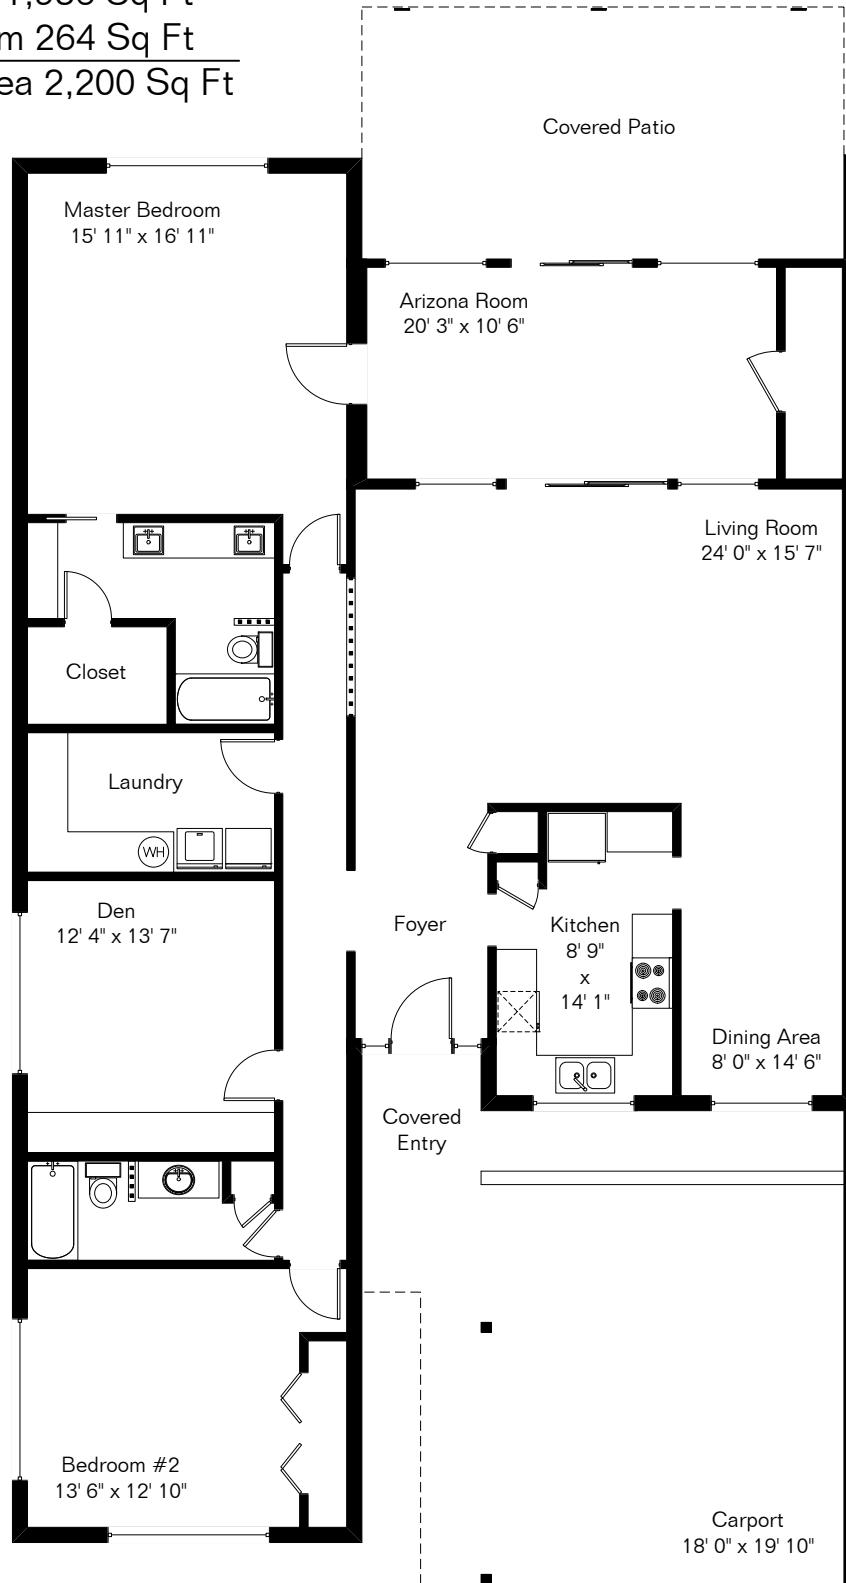 Sq Ft
264 Sq Ft
2,200 Sq Ft
Covered Patio
Master Bedroom
15' 11" x 16' 11"
Arizona Room
20' 3" x 10' 6"
Living Room
24' 0" x 15' 7"
Closet
Laundry
WH
Den
12' 4" x 13' 7"
Foyer
Kitchen
8' 9"
x
14' 1"
Dining Area
8' 0" x 14' 6"
Covered
Entry
Bedroom #2
13' 6" x 12' 10"
Carport
18' 0" x 19' 10"